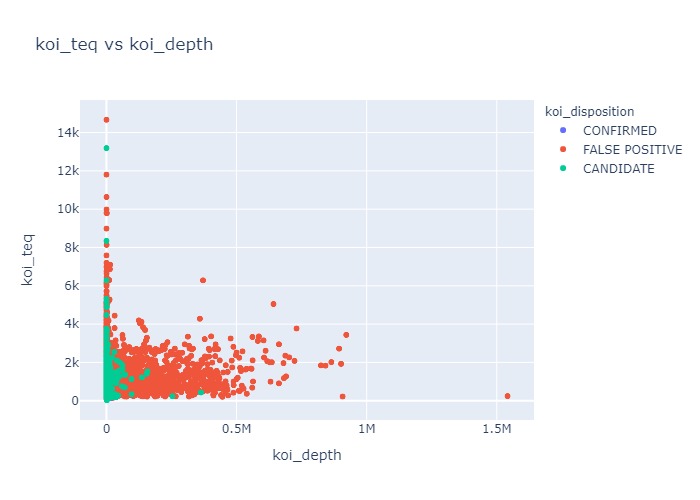 koi_teq vs koi_depth
koi_disposition
CONFIRMED
FALSE POSITIVE
CANDIDATE
14k
12k
10k
8k
6k
4k
2k
0
koi_teq
0
0.5M
1M
1.5M
koi_depth